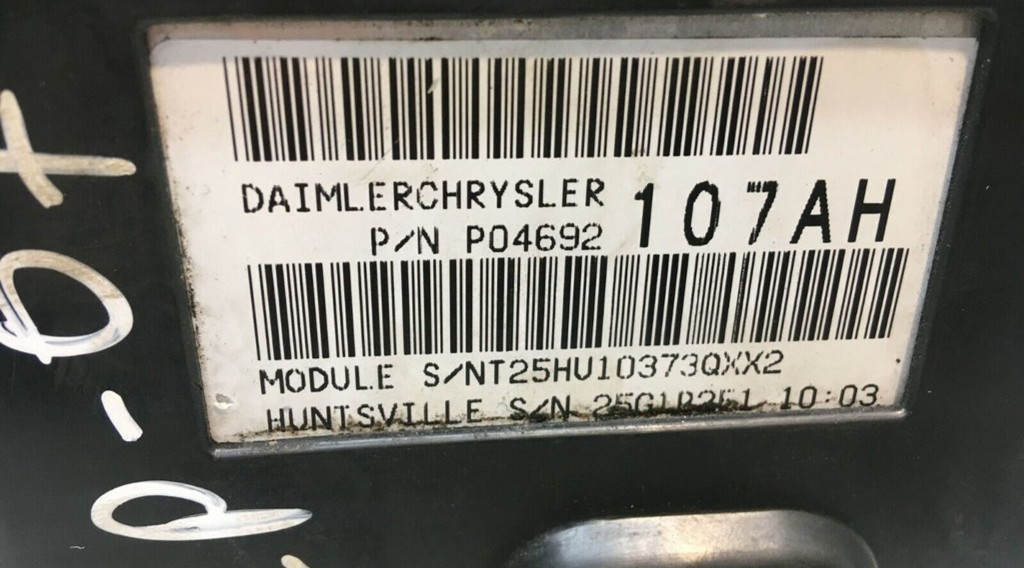 DAIMLERCHRYSLER 107AH
P/N P04692
MODULE S/NT25HU10373QXX2
HUNTSVILLE S/N 10:03